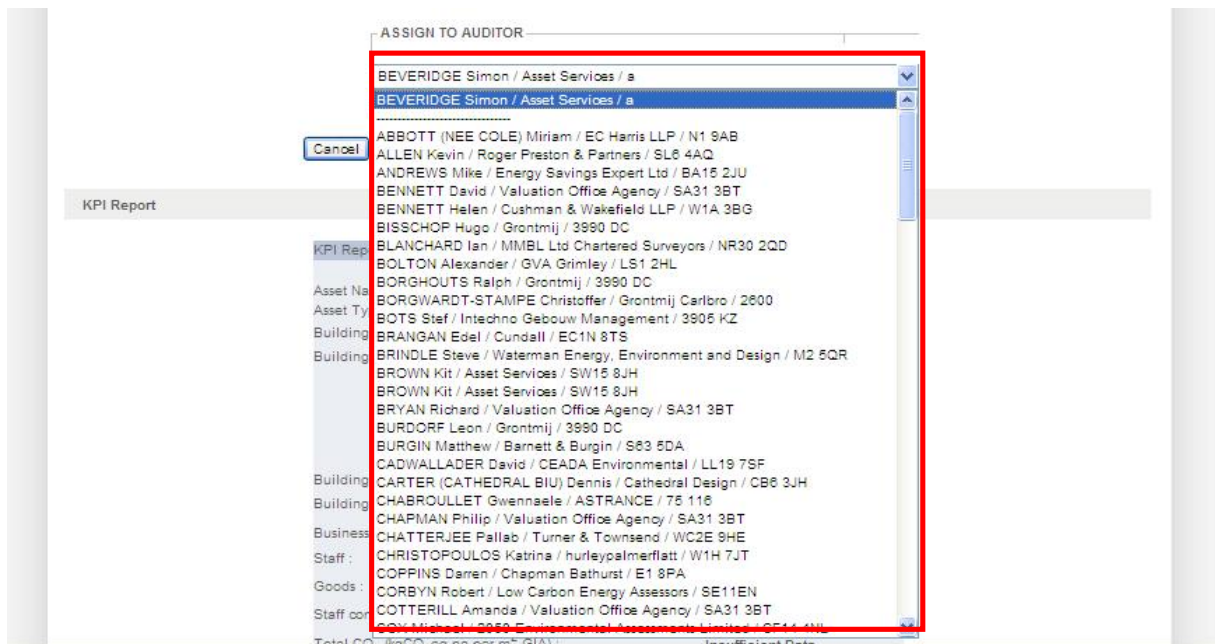 ASSIGN TO AUDITOR
BEVERIDGE Simon / Asset Services / a
BEVERIDGE Simon / Asset Services / a
--------------------------------
ABBOTT (NEE COLE) Miriam / EC Harris LLP / N1 9AB
Cancel
ALLEN Kevin / Roger Preston & Partners / SL6 4AQ
ANDREWS Mike / Energy Savings Expert Ltd / BA15 2JU
BENNETT David / Valuation Office Agency / SA31 3BT
KPI Report
BENNETT Helen / Cushman & Wakefield LLP / W1A 3BG
BISSCHOP Hugo / Grontmij / 3990 DC
KPI Rep
BLANCHARD Ian / MMBL Ltd Chartered Surveyors / NR30 2QD
BOLTON Alexander / GVA Grimley / LS1 2HL
BORGHOUTS Ralph / Grontmij / 3990 DC
Asset Na
BORGWARDT-STAMPE Christoffer / Grontmij Carlbro / 2600
Asset Ty
BOTS Stef / Intechno Gebouw Management / 3905 KZ
Building
BRANGAN Edel / Cundall / EC1N 8TS
Building
BRINDLE Steve / Waterman Energy, Environment and Design / M2 5QR
BROWN Kit / Asset Services / SW15 8JH
BROWN Kit / Asset Services / SW15 8JH
BRYAN Richard / Valuation Office Agency / SA31 3BT
BURDORF Leon / Grontmij / 3990 DC
BURGIN Matthew / Barnett & Burgin / S63 5DA
CADWALLADER David / CEADA Environmental / LL19 7SF
Building
CARTER (CATHEDRAL BIU) Dennis / Cathedral Design / CB6 3JH
Building
CHABROULLET Gwennaele / ASTRANCE / 75 116
CHAPMAN Philip / Valuation Office Agency / SA31 3BT
Business
CHATTERJEE Pallab / Turner & Townsend / WC2E 9HE
Staff :
CHRISTOPOULOS Katrina / hurleypalmerflatt / W1H 7JT
COPPINS Darren / Chapman Bathurst / E1 8PA
Goods :
CORBYN Robert / Low Carbon Energy Assessors / SE11EN
Staff con
COTTERILL Amanda / Valuation Office Agency / SA31 3BT